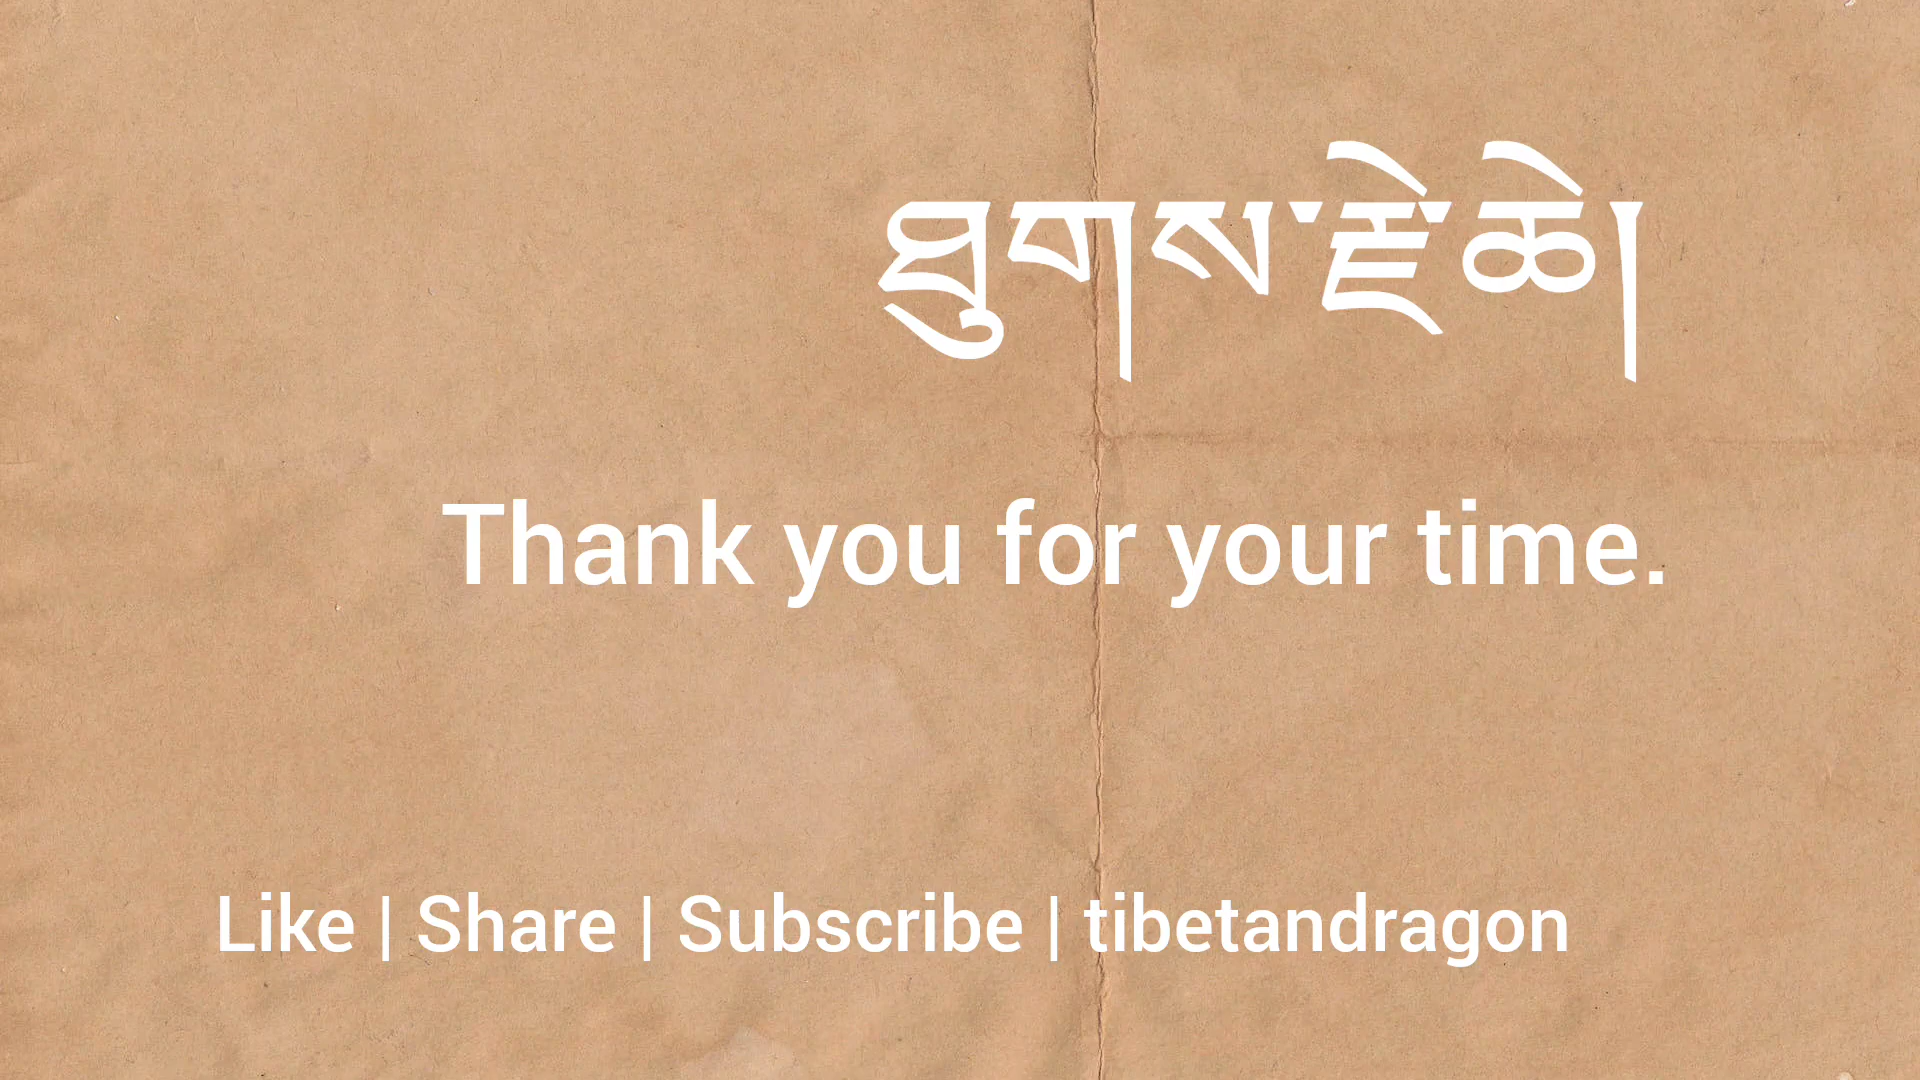 ཐུགས་རྗེ་ཆེ།
Thank you for your time.
Like | Share | Subscribe | tibetandragon